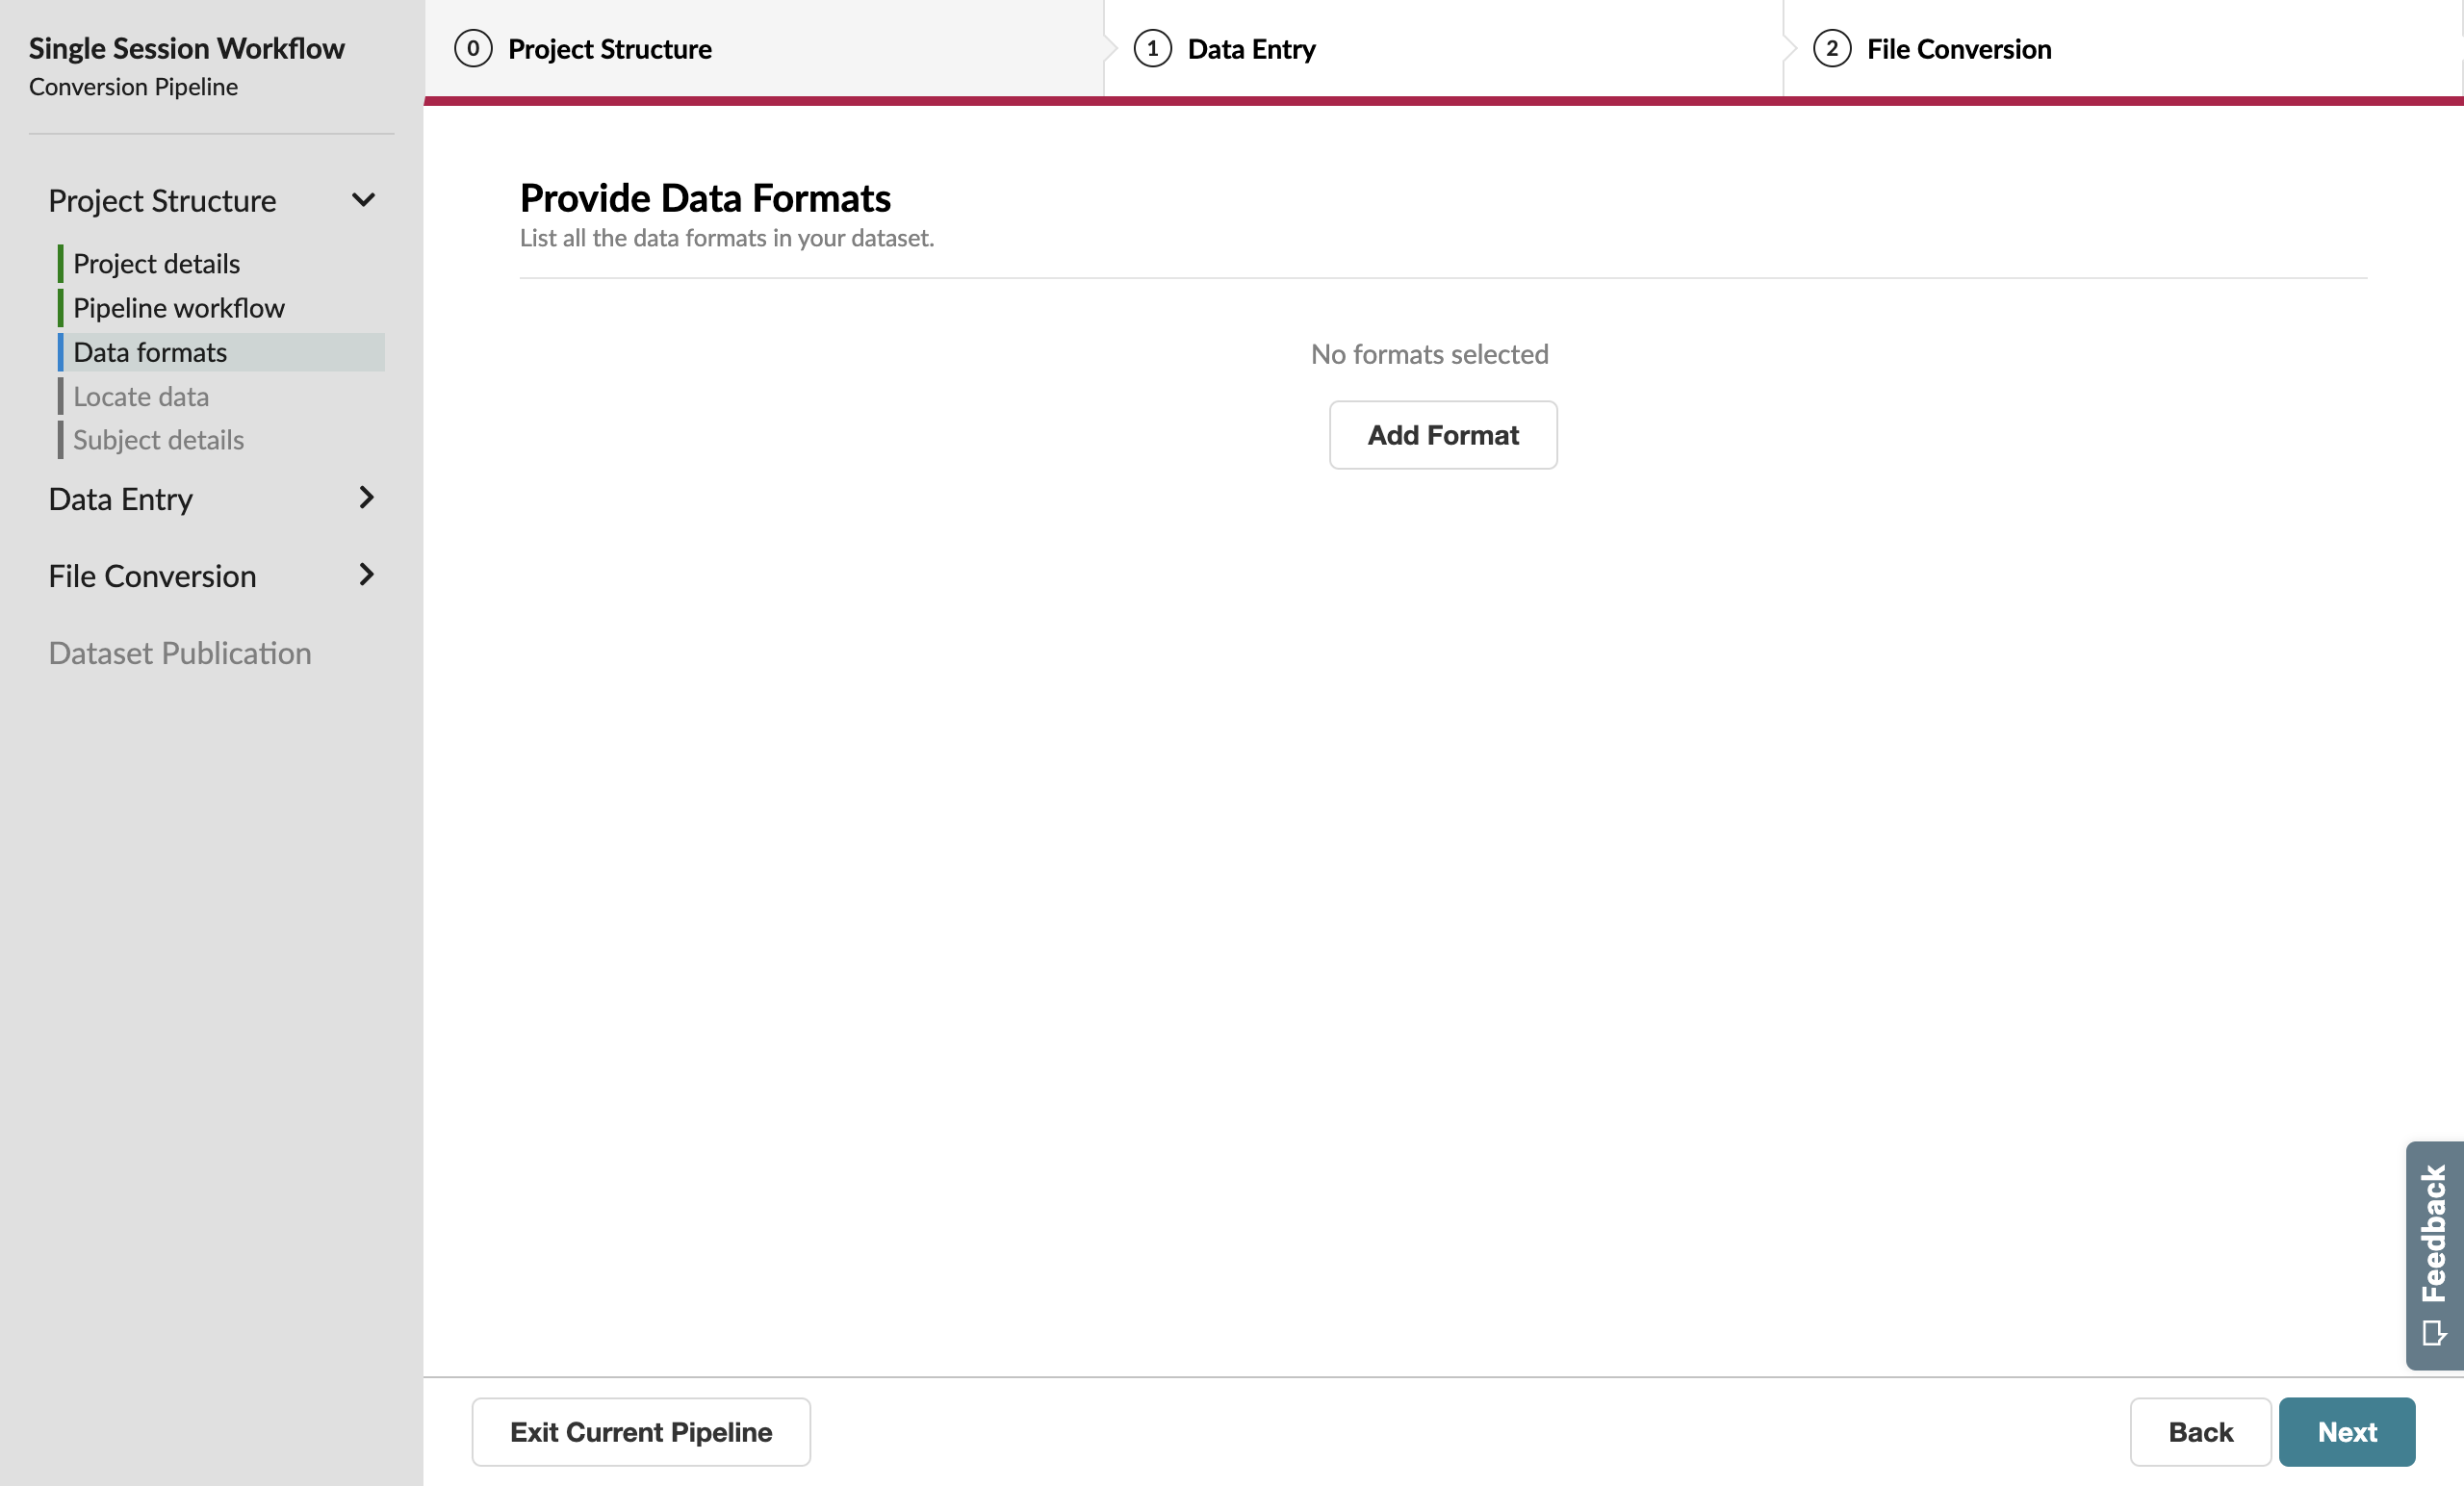 Single Session Workflow
Conversion Pipeline
Project Structure
Project details
Pipeline workflow
Data formats
Locate data
Subject details
Data Entry
File Conversion
Dataset Publication
0 Project Structure
1 Data Entry
2 File Conversion
Provide Data Formats
List all the data formats in your dataset.
No formats selected
Add Format
Feedback
Exit Current Pipeline
Back
Next